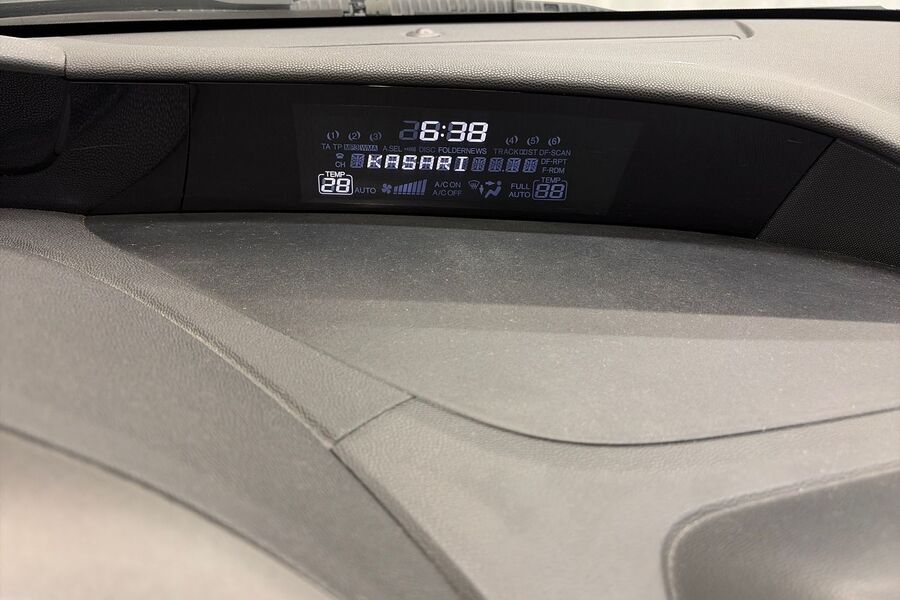 6:38
(1) (2) (3) (4) (5) (6)
TA TP MP3 WMA A.SEL DISC FOLDER NEWS TRACK ST DF-SCAN
CH KASARI DF-RPT
F-RDM
TEMP A/C ON FULL TEMP
28 AUTO A/C OFF AUTO 88